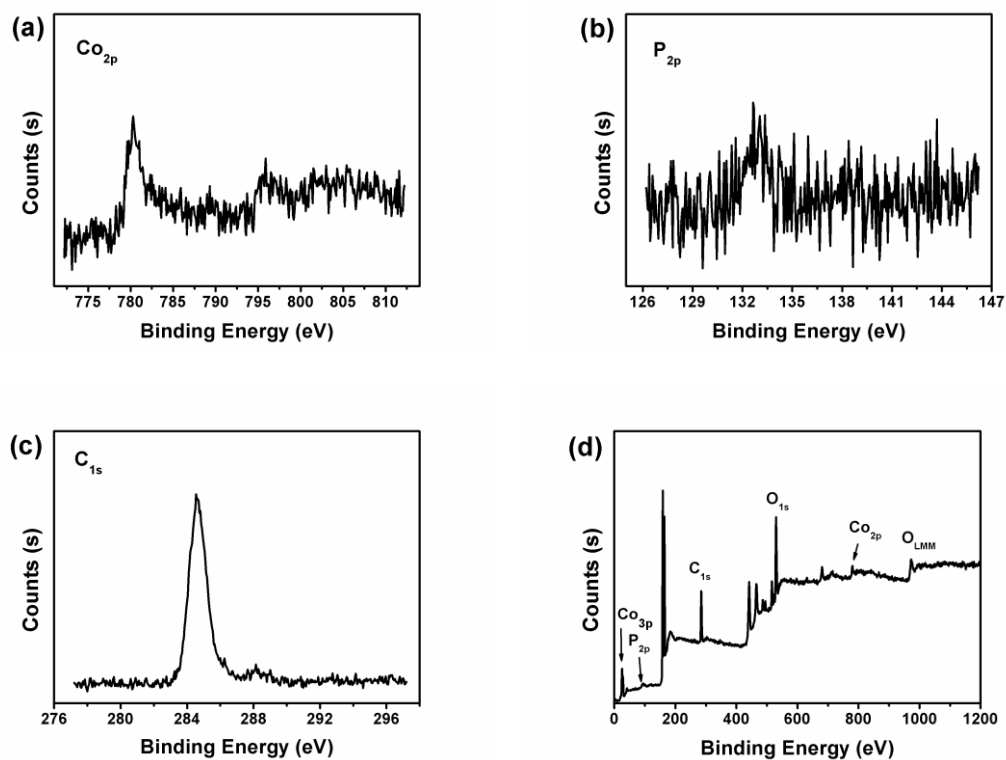 (a)
Co2p
Counts (s)
775 780 785 790 795 800 805 810
Binding Energy (eV)
(b)
P2p
Counts (s)
126 129 132 135 138 141 144 147
Binding Energy (eV)
(c)
C1s
Counts (s)
276 280 284 288 292 296
Binding Energy (eV)
(d)
Co3p
P2p
C1s
O1s
Co2p
OLMM
Counts (s)
0 200 400 600 800 1000 1200
Binding Energy (eV)